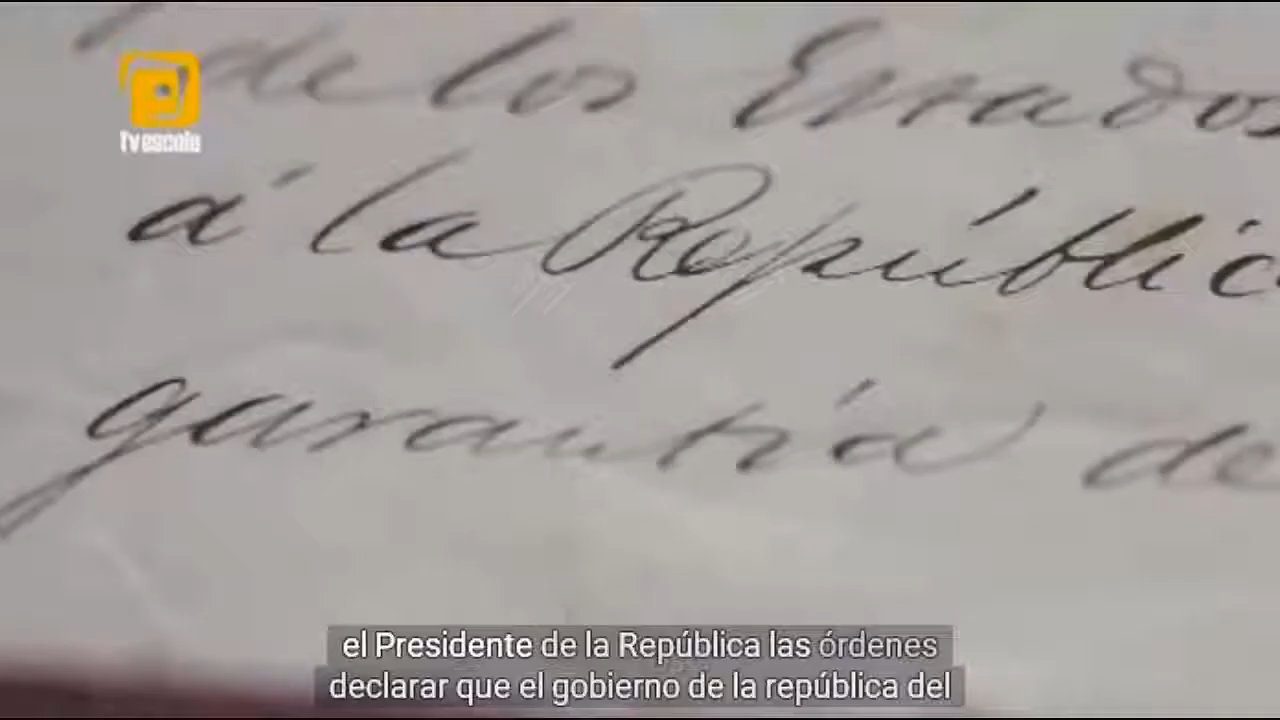 de los Estados
tvescola
á la Repúblic
garantía de
el Presidente de la República las órdenes
declarar que el gobierno de la república del